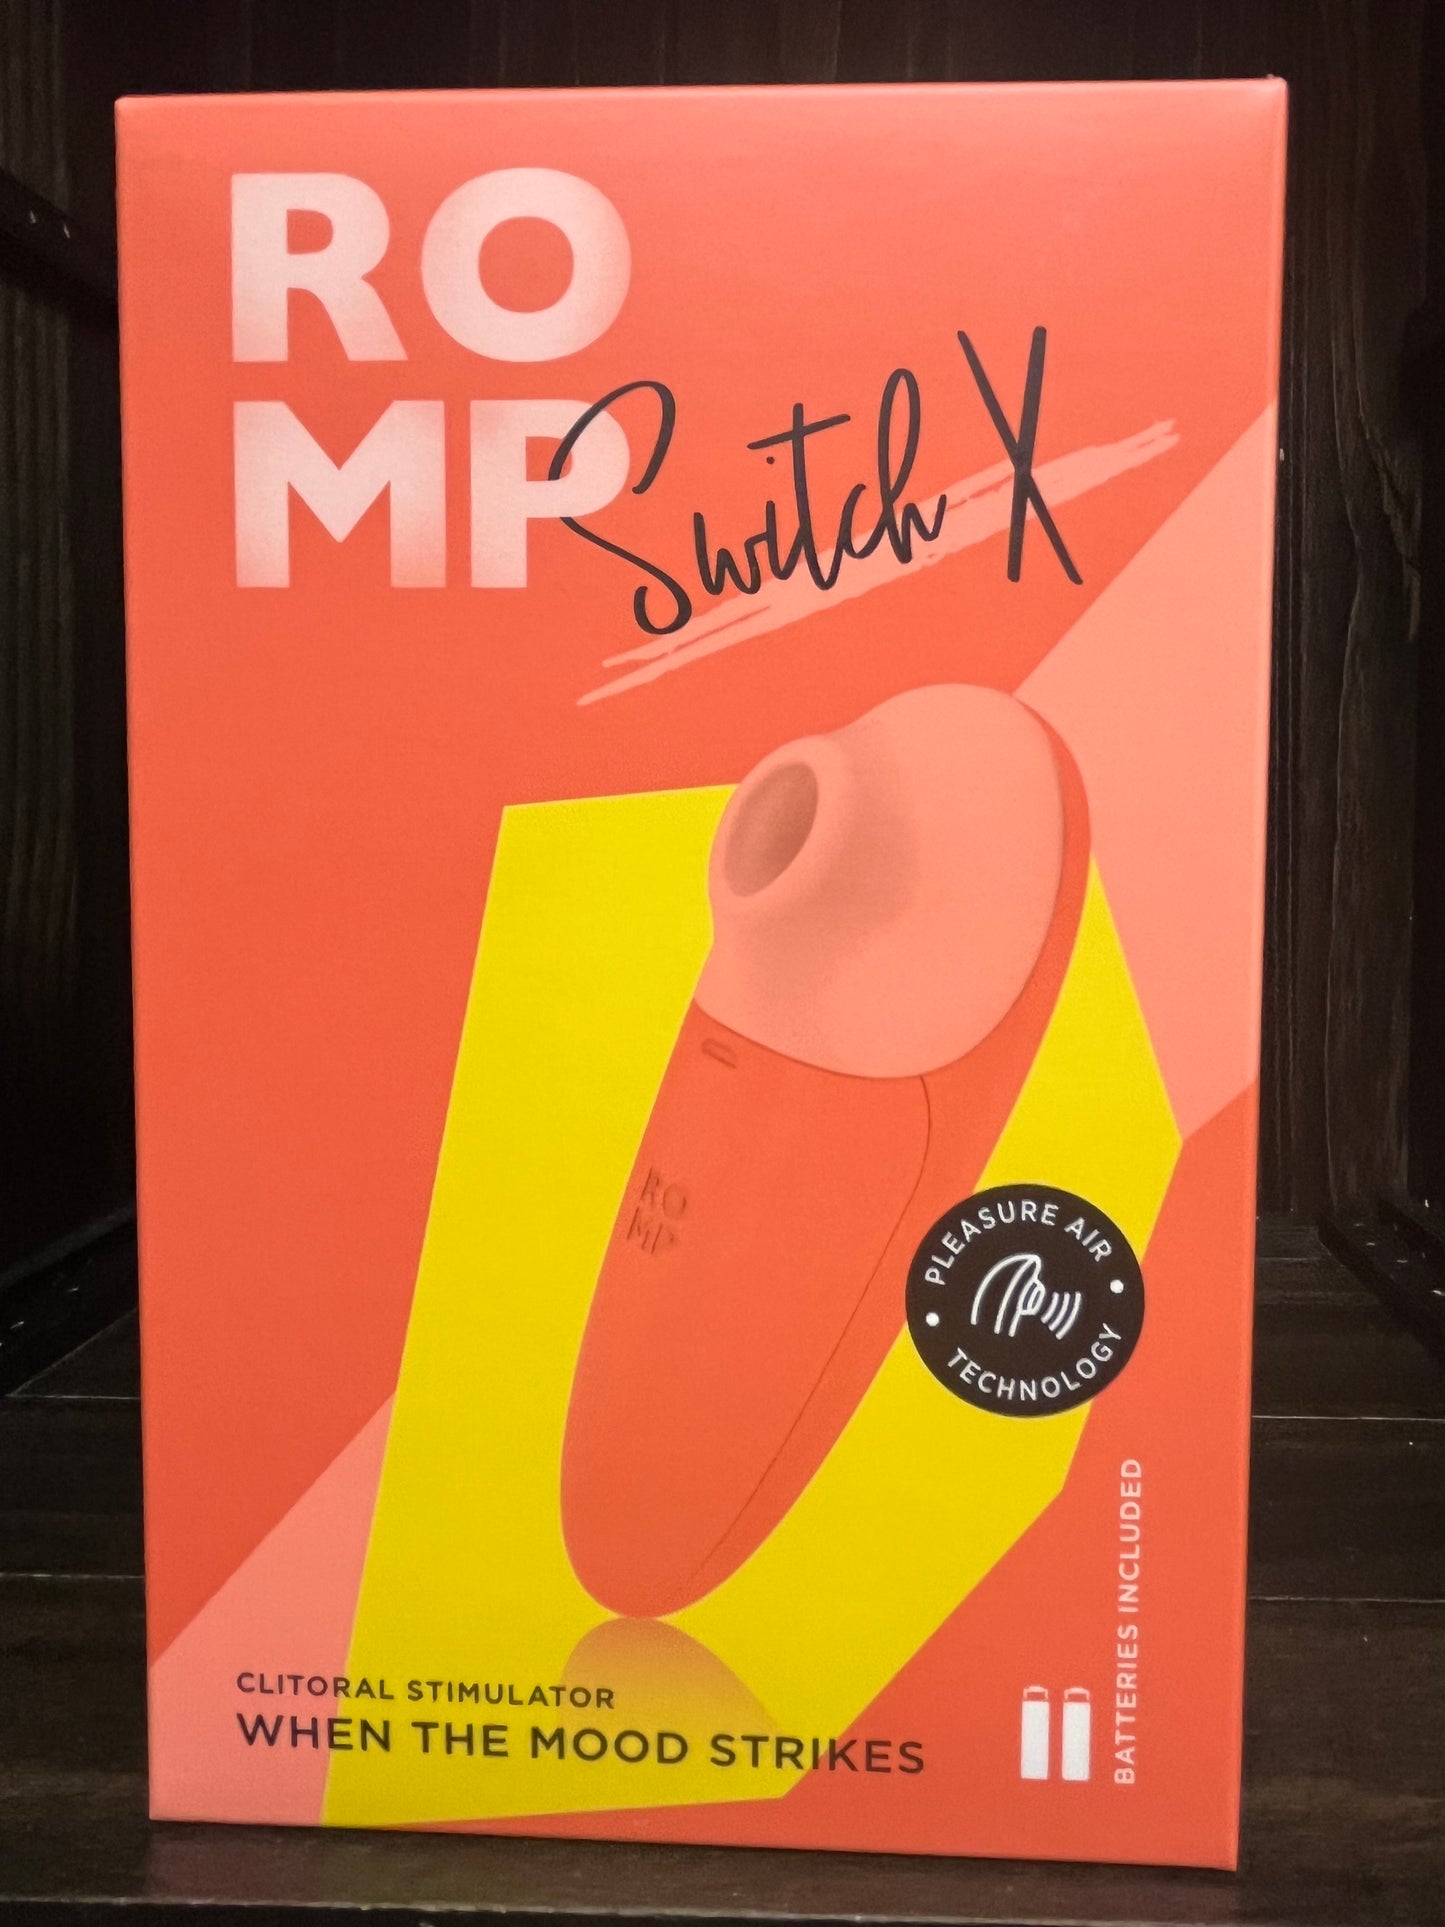 RO
MP
Switch X
RO
MP
PLEASURE AIR
TECHNOLOGY
BATTERIES INCLUDED
CLITORAL STIMULATOR
WHEN THE MOOD STRIKES